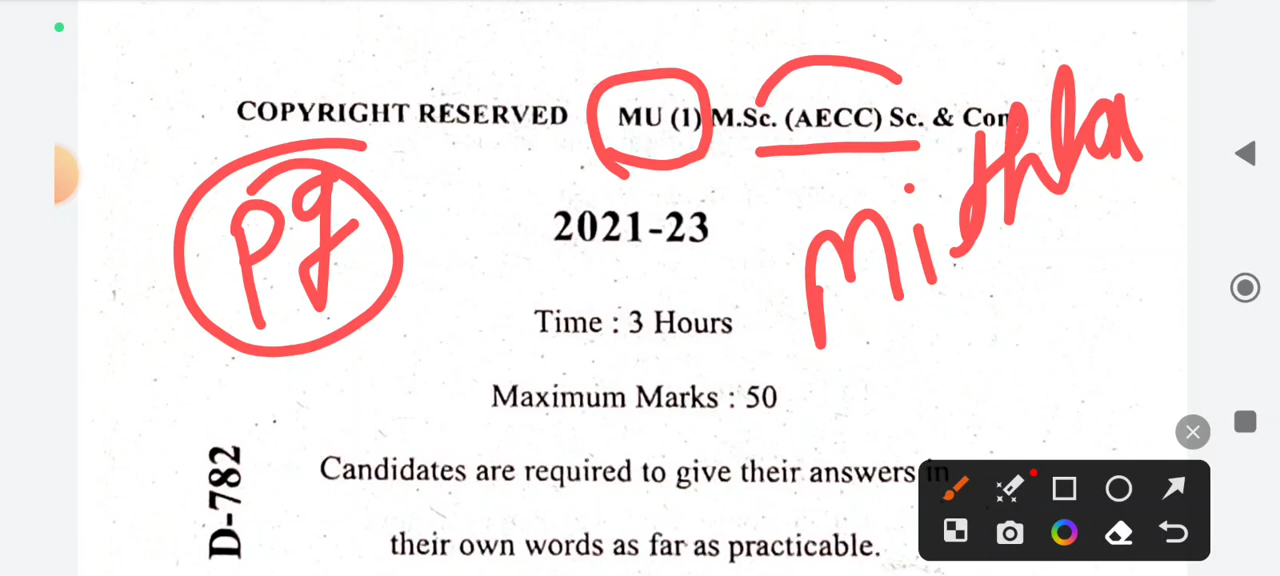 COPYRIGHT RESERVED MU (1) M.Sc. (AECC) Sc. & Com
pg
Mithla
2021-23
Time : 3 Hours
Maximum Marks : 50
D-782
Candidates are required to give their answers in
their own words as far as practicable.